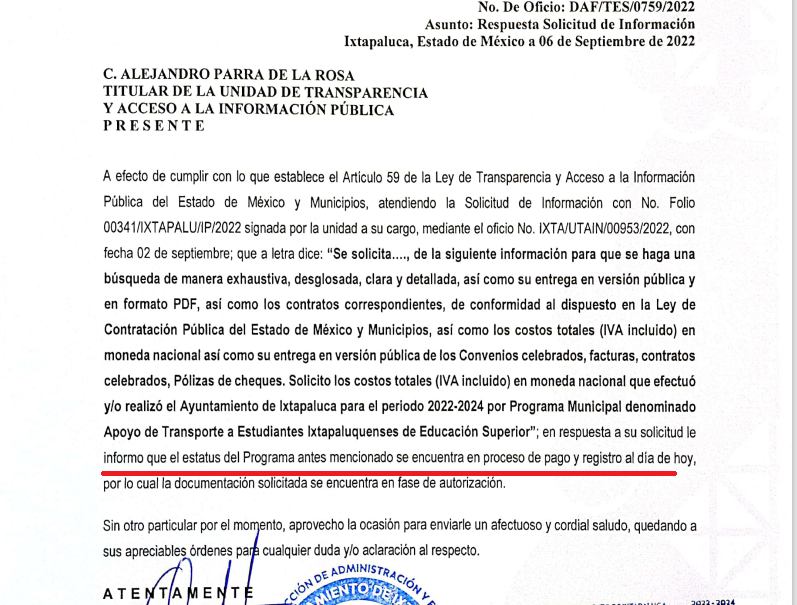 No. De Oficio: DAF/TES/0759/2022
Asunto: Respuesta Solicitud de Información
Ixtapaluca, Estado de México a 06 de Septiembre de 2022
C. ALEJANDRO PARRA DE LA ROSA
TITULAR DE LA UNIDAD DE TRANSPARENCIA
Y ACCESO A LA INFORMACIÓN PÚBLICA
P R E S E N T E
A efecto de cumplir con lo que establece el Artículo 59 de la Ley de Transparencia y Acceso a la Información
Pública del Estado de México y Municipios, atendiendo la Solicitud de Información con No. Folio
00341/IXTAPALU/IP/2022 signada por la unidad a su cargo, mediante el oficio No. IXTA/UTAIN/00953/2022, con
fecha 02 de septiembre; que a letra dice: “Se solicita...., de la siguiente información para que se haga una
búsqueda de manera exhaustiva, desglosada, clara y detallada, así como su entrega en versión pública y
en formato PDF, así como los contratos correspondientes, de conformidad al dispuesto en la Ley de
Contratación Pública del Estado de México y Municipios, así como los costos totales (IVA incluido) en
moneda nacional así como su entrega en versión pública de los Convenios celebrados, facturas, contratos
celebrados, Pólizas de cheques. Solicito los costos totales (IVA incluido) en moneda nacional que efectuó
y/o realizó el Ayuntamiento de Ixtapaluca para el periodo 2022-2024 por Programa Municipal denominado
Apoyo de Transporte a Estudiantes Ixtapaluquenses de Educación Superior”; en respuesta a su solicitud le
informo que el estatus del Programa antes mencionado se encuentra en proceso de pago y registro al día de hoy,
por lo cual la documentación solicitada se encuentra en fase de autorización.
Sin otro particular por el momento, aprovecho la ocasión para enviarle un afectuoso y cordial saludo, quedando a
sus apreciables órdenes para cualquier duda y/o aclaración al respecto.
A T E N T A M E N T E
CCIÓN DE ADMINISTRACIÓN Y
MIENTO DE IX
2022-2024